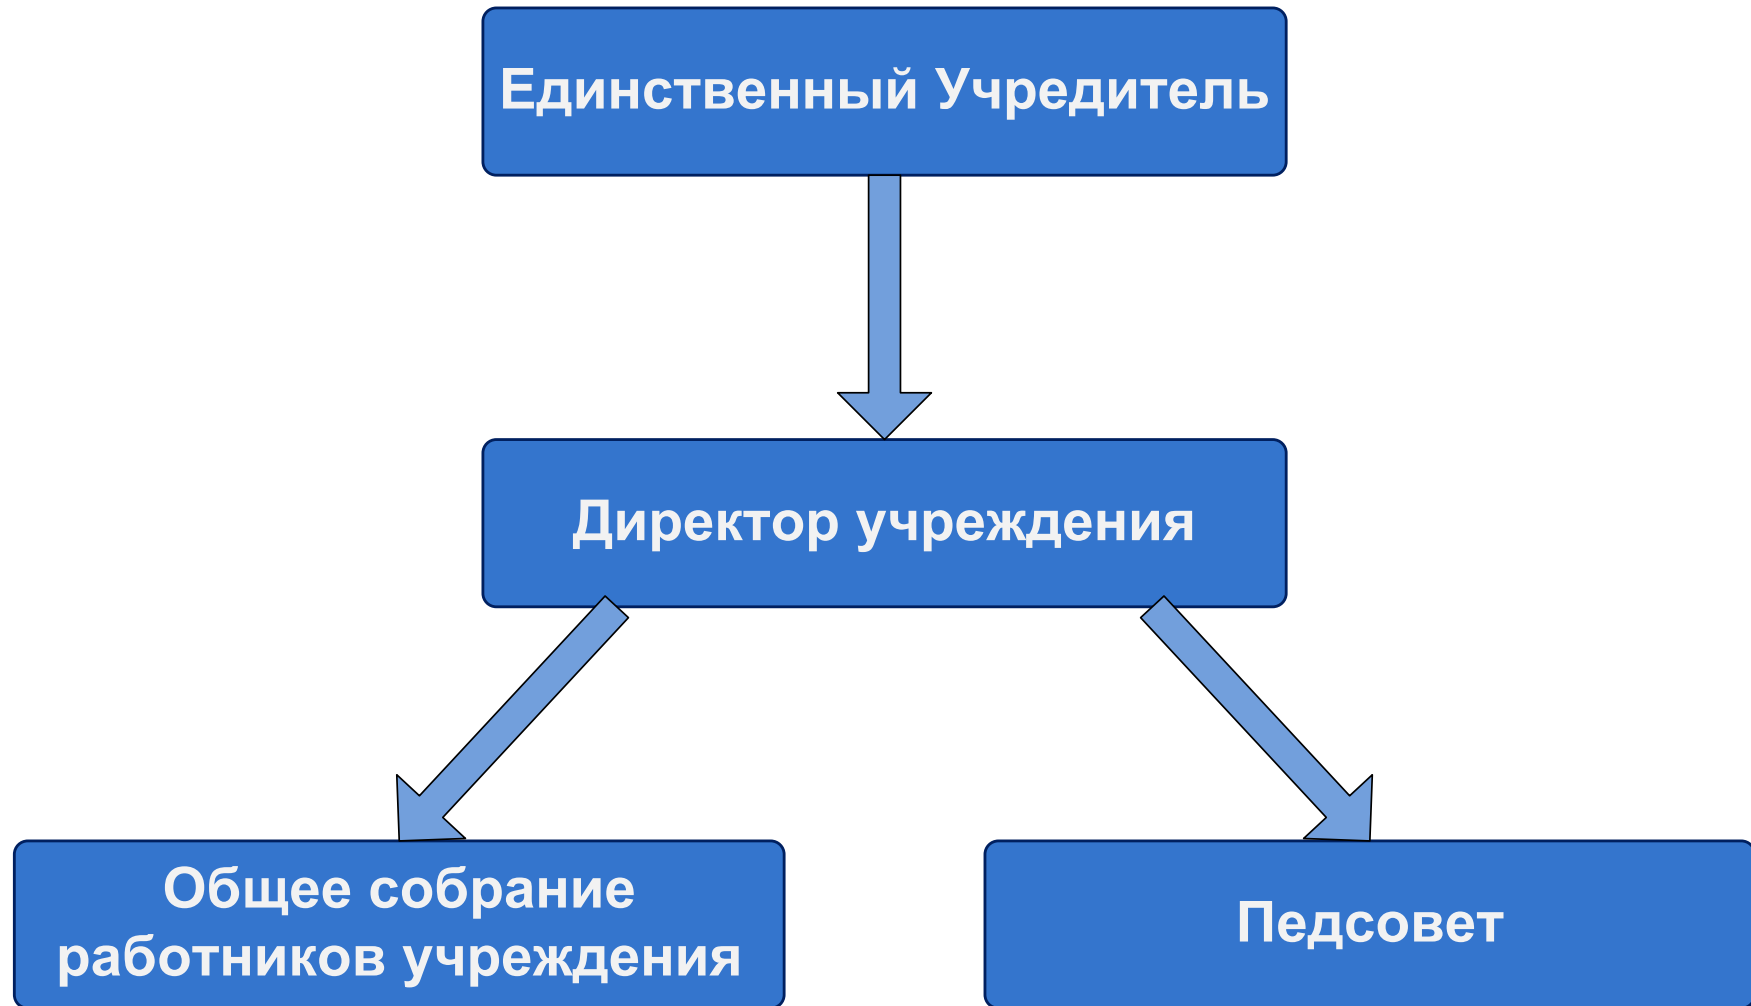 Единственный Учредитель
Директор учреждения
Общее собрание
работников учреждения
Педсовет